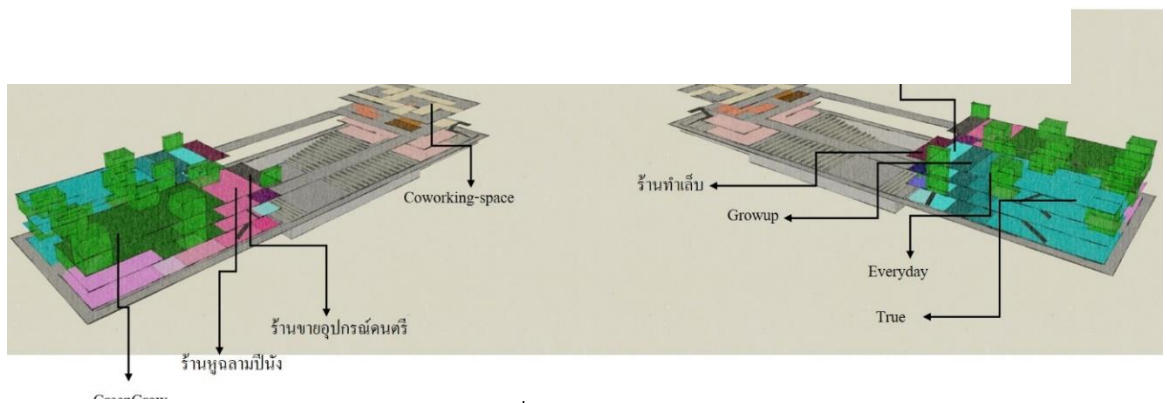 Coworking-space
ร้านขายอุปกรณ์ดนตรี
ร้านหูฉลามปีนัง
ร้านทำเล็บ
Growup
Everyday
True